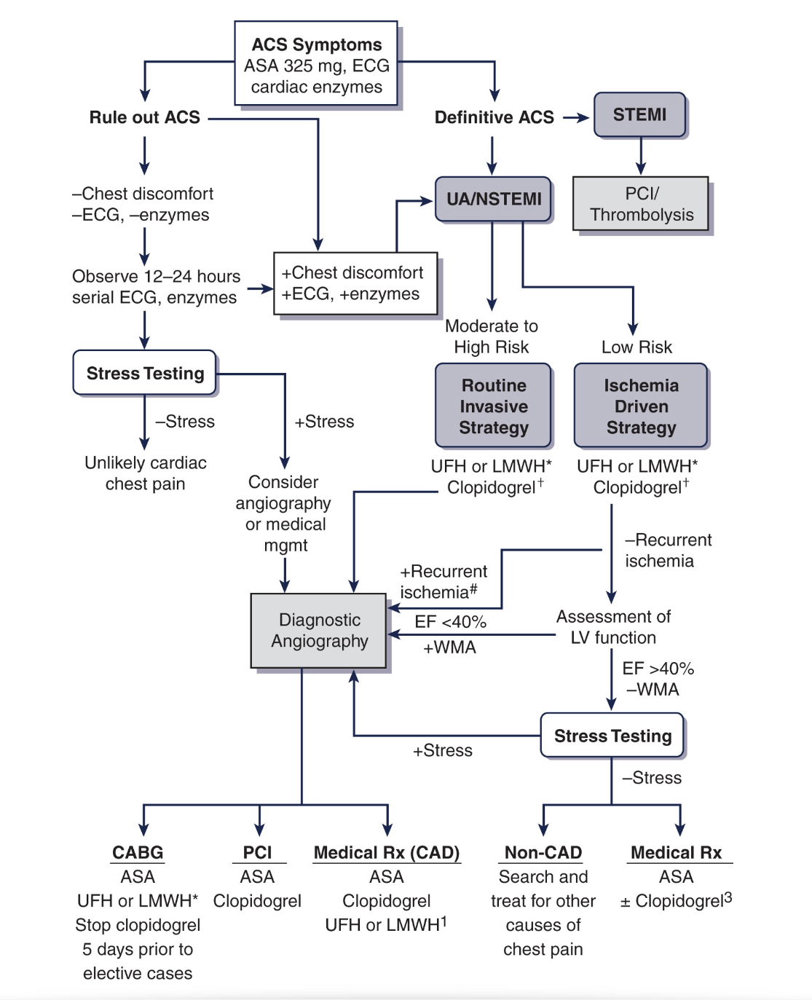 ACS Symptoms
ASA 325 mg, ECG
cardiac enzymes
Rule out ACS
Definitive ACS
STEMI
–Chest discomfort
–ECG, –enzymes
UA/NSTEMI
PCI/
Thrombolysis
Observe 12–24 hours
serial ECG, enzymes
+Chest discomfort
+ECG, +enzymes
Moderate to
High Risk
Low Risk
Stress Testing
Routine
Invasive
Strategy
Ischemia
Driven
Strategy
–Stress
+Stress
Unlikely cardiac
chest pain
UFH or LMWH*
Clopidogrel†
UFH or LMWH*
Clopidogrel†
Consider
angiography
or medical
mgmt
–Recurrent
ischemia
+Recurrent
ischemia#
Diagnostic
Angiography
EF <40%
+WMA
Assessment of
LV function
EF >40%
–WMA
Stress Testing
+Stress
–Stress
CABG
ASA
UFH or LMWH*
Stop clopidogrel
5 days prior to
elective cases
PCI
ASA
Clopidogrel
Medical Rx (CAD)
ASA
Clopidogrel
UFH or LMWH1
Non-CAD
Search and
treat for other
causes of
chest pain
Medical Rx
ASA
± Clopidogrel3